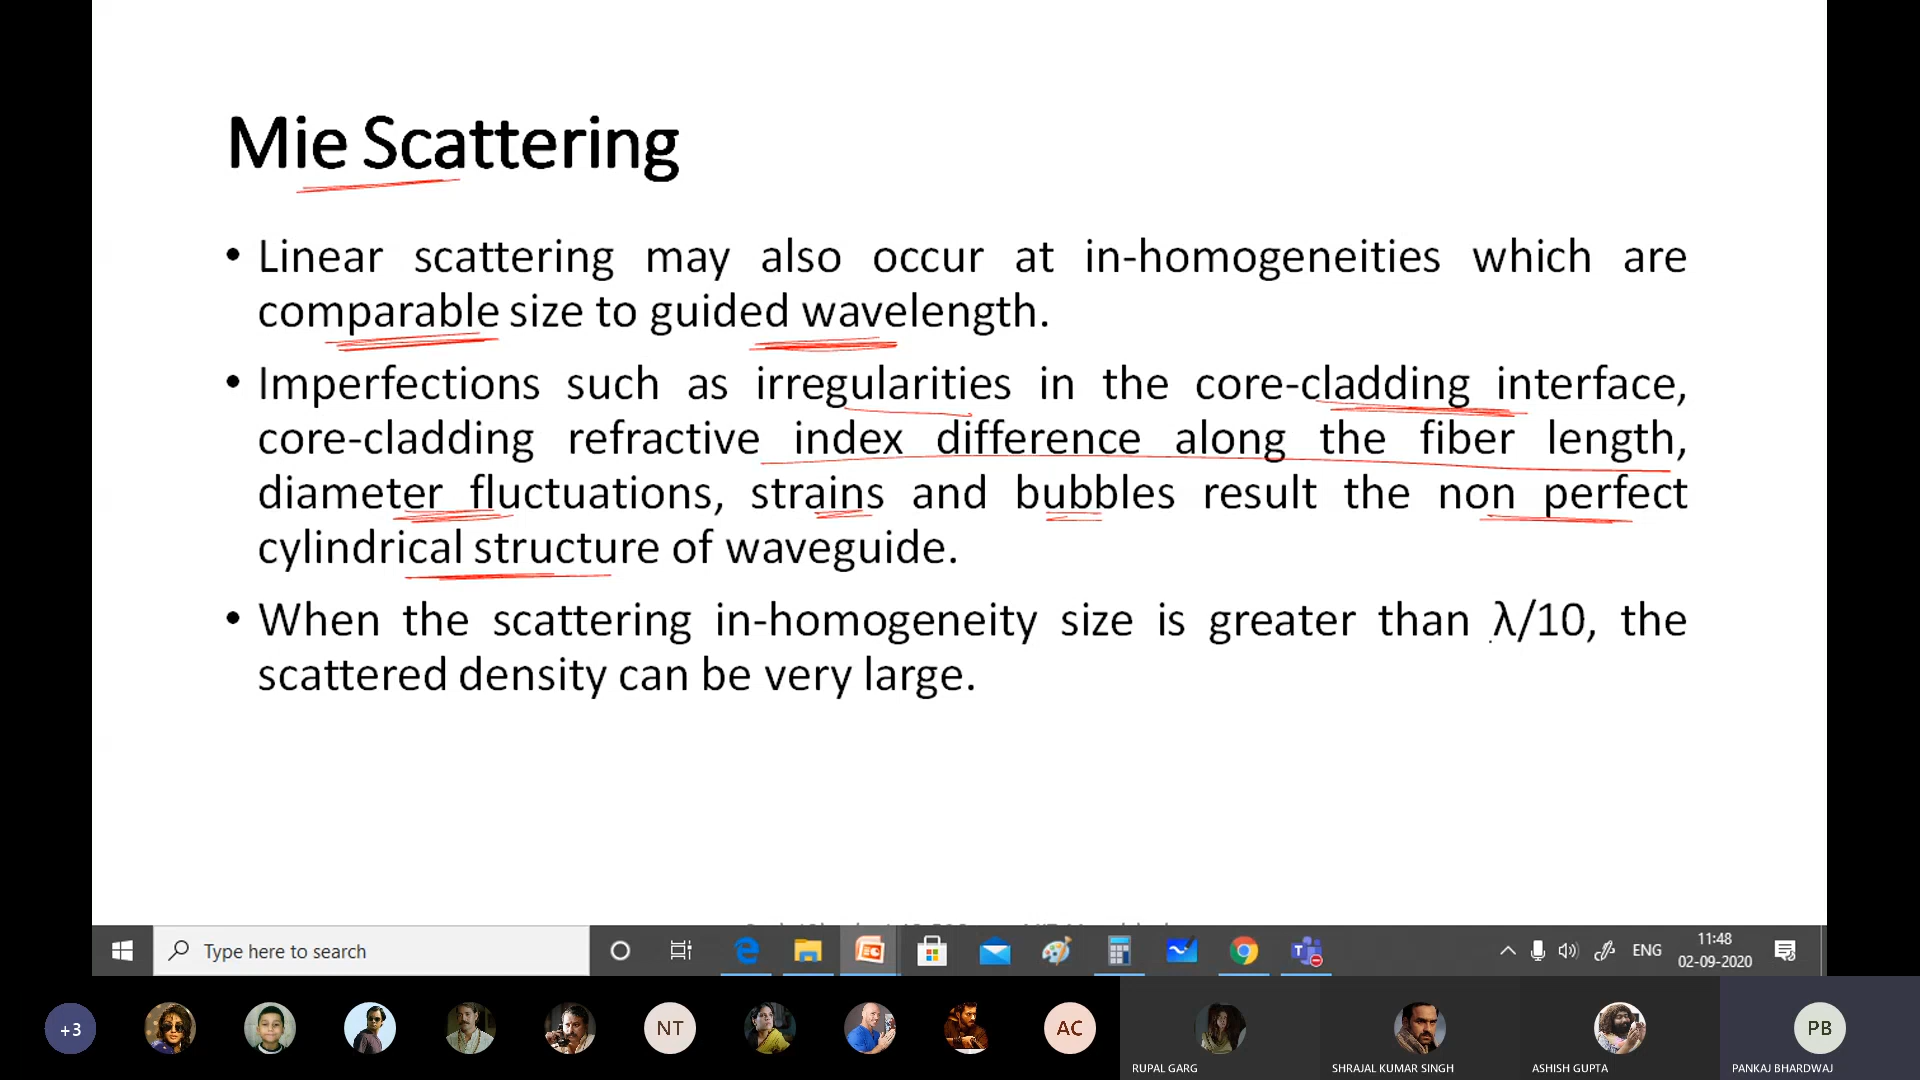 Mie Scattering
• Linear scattering may also occur at in-homogeneities which are
comparable size to guided wavelength.
• Imperfections such as irregularities in the core-cladding interface,
core-cladding refractive index difference along the fiber length,
diameter fluctuations, strains and bubbles result the non perfect
cylindrical structure of waveguide.
• When the scattering in-homogeneity size is greater than λ/10, the
scattered density can be very large.
Type here to search
ENG
11:48
02-09-2020
+3
NT
AC
PB
RUPAL GARG
SHRAJAL KUMAR SINGH
ASHISH GUPTA
PANKAJ BHARDWAJ